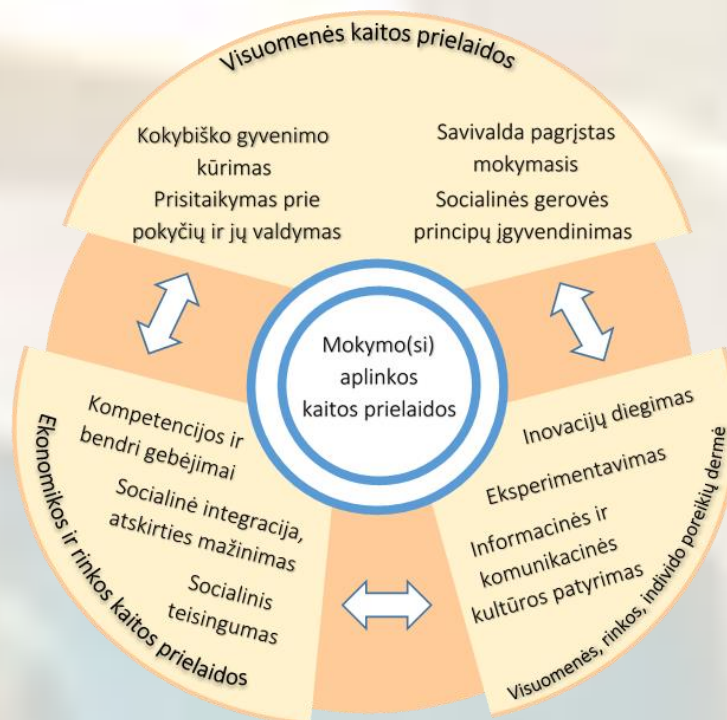 Visuomenės kaitos prielaidos
Kokybiško gyvenimo
kūrimas
Prisitaikymas prie
pokyčių ir jų valdymas
Savivalda pagrįstas
mokymasis
Socialinės gerovės
principų įgyvendinimas
Mokymo(si)
aplinkos
kaitos prielaidos
Ekonomikos ir rinkos kaitos prielaidos
Kompetencijos ir
bendri gebėjimai
Socialinė integracija,
atskirties mažinimas
Socialinis
teisingumas
Inovacijų diegimas
Eksperimentavimas
Informacinės ir
komunikacinės
kultūros patyrimas
Visuomenės, rinkos, individo poreikių dermė